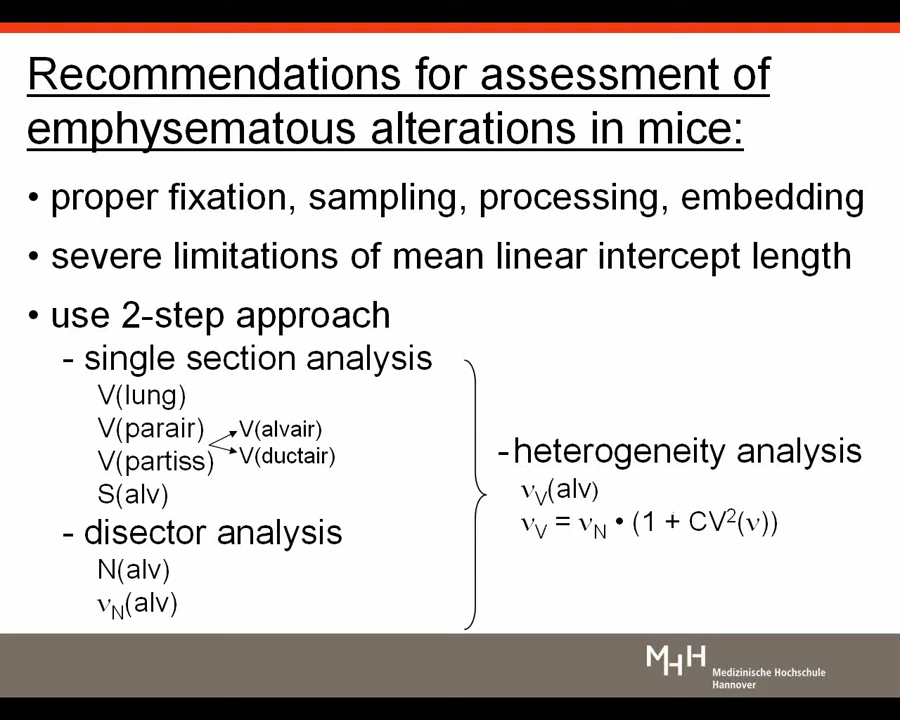 Recommendations for assessment of
emphysematous alterations in mice:
• proper fixation, sampling, processing, embedding
• severe limitations of mean linear intercept length
• use 2-step approach
- single section analysis
V(lung)
V(parair)
V(alvair)
V(ductair)
V(partiss)
S(alv)
- disector analysis
N(alv)
νN(alv)
-heterogeneity analysis
νV(alv)
νV = νN • (1 + CV²(ν))
MHH
Medizinische Hochschule
Hannover